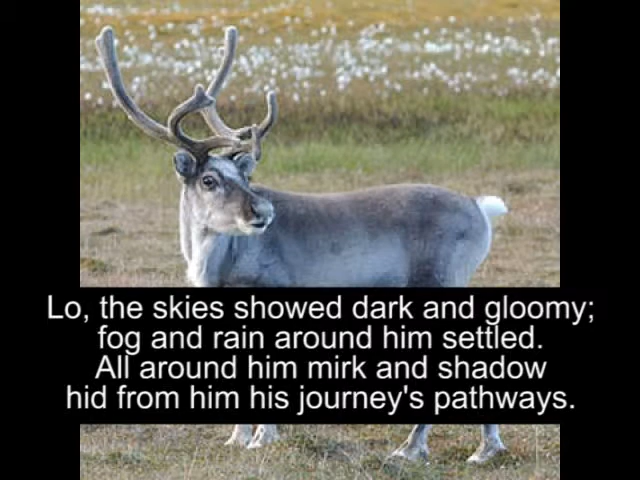 Lo, the skies showed dark and gloomy;
fog and rain around him settled.
All around him mirk and shadow
hid from him his journey's pathways.